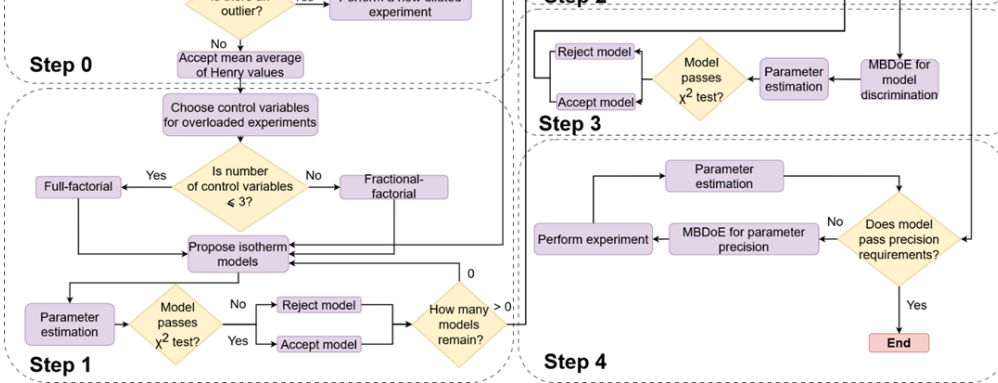 outlier?
experiment
No
Accept mean average
of Henry values
Step 0
Choose control variables
for overloaded experiments
Is number
of control variables
⩽ 3?
Yes
No
Full-factorial
Fractional-
factorial
Propose isotherm
models
0
Parameter
estimation
Model
passes
χ² test?
No
Yes
Reject model
Accept model
How many
models
remain?
> 0
Step 1
Step 2
Reject model
Accept model
Model
passes
χ² test?
Parameter
estimation
MBDoE for
model
discrimination
Step 3
Parameter
estimation
Perform experiment
MBDoE for parameter
precision
No
Does model
pass precision
requirements?
Yes
End
Step 4